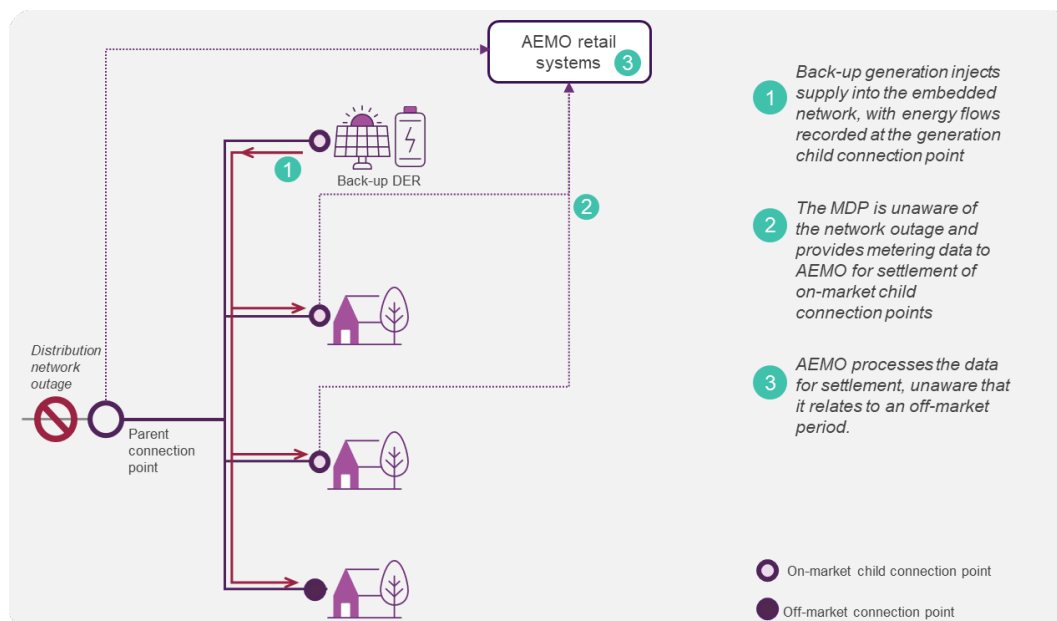 AEMO retail
systems
3
1
Back-up DER
2
Distribution
network
outage
Parent
connection
point
1
Back-up generation injects
supply into the embedded
network, with energy flows
recorded at the generation
child connection point
2
The MDP is unaware of
the network outage and
provides metering data to
AEMO for settlement of
on-market child
connection points
3
AEMO processes the data
for settlement, unaware that
it relates to an off-market
period.
On-market child connection point
Off-market connection point